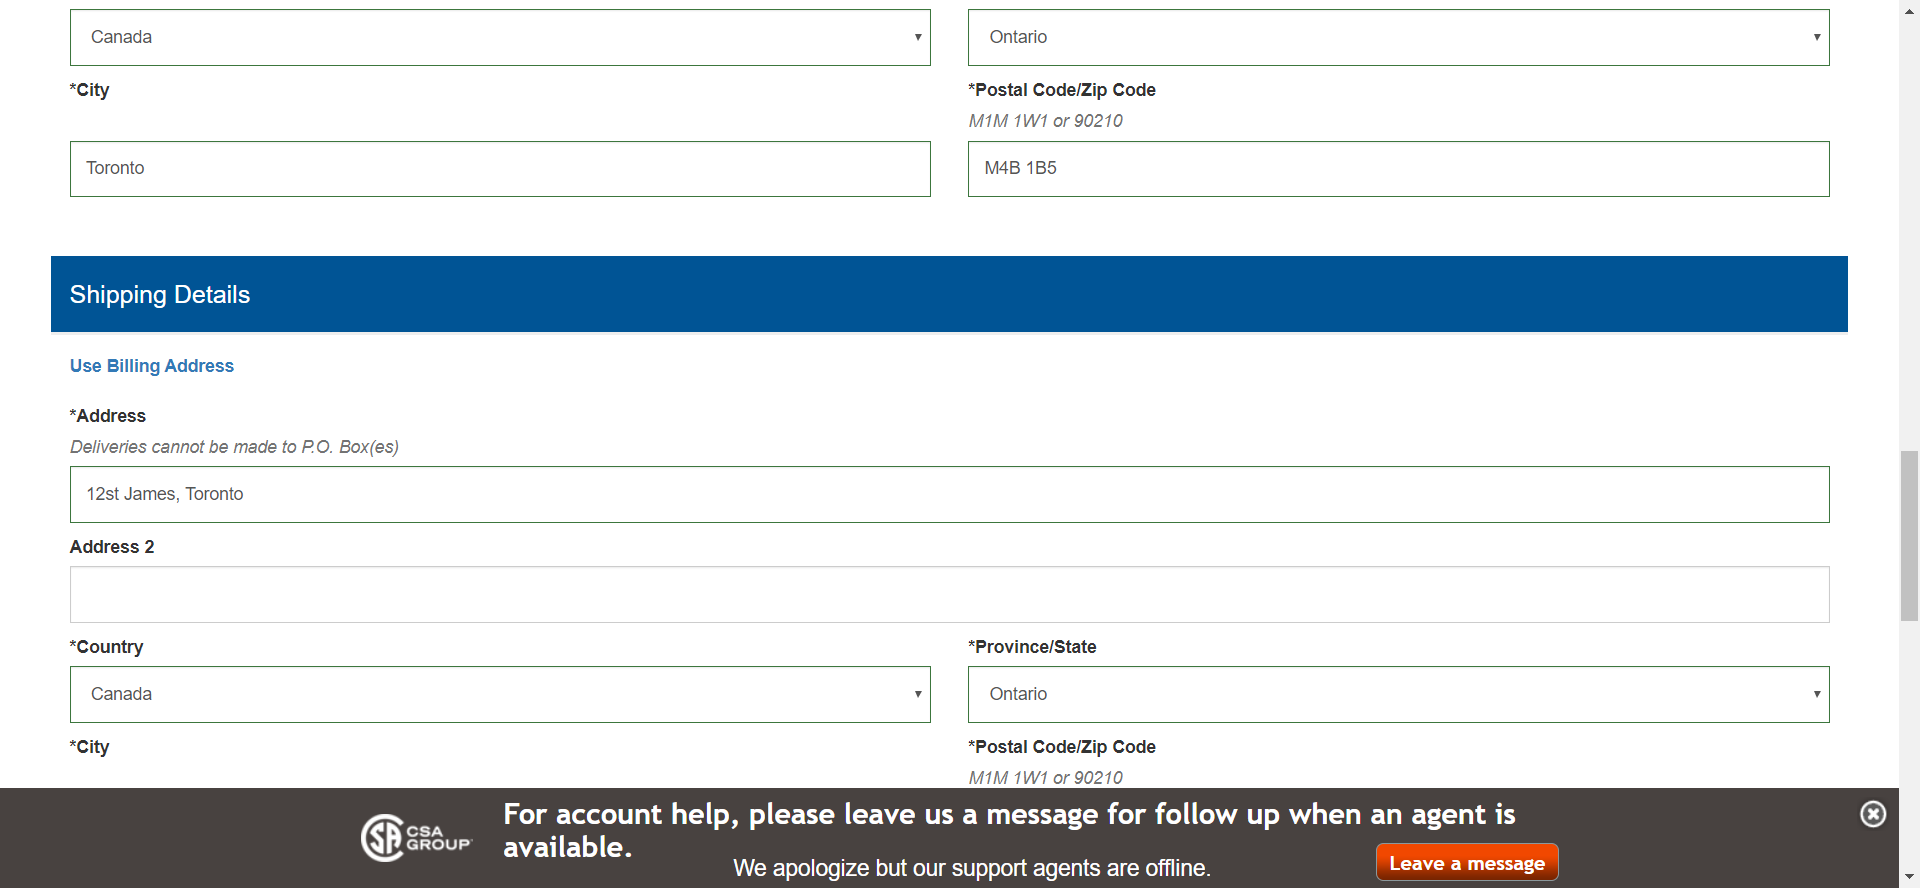 Canada
Ontario
*City
*Postal Code/Zip Code
M1M 1W1 or 90210
Toronto
M4B 1B5
Shipping Details
Use Billing Address
*Address
Deliveries cannot be made to P.O. Box(es)
12st James, Toronto
Address 2
*Country
*Province/State
Canada
Ontario
*City
*Postal Code/Zip Code
M1M 1W1 or 90210
CSA
GROUP
For account help, please leave us a message for follow up when an agent is
available.
We apologize but our support agents are offline.
Leave a message